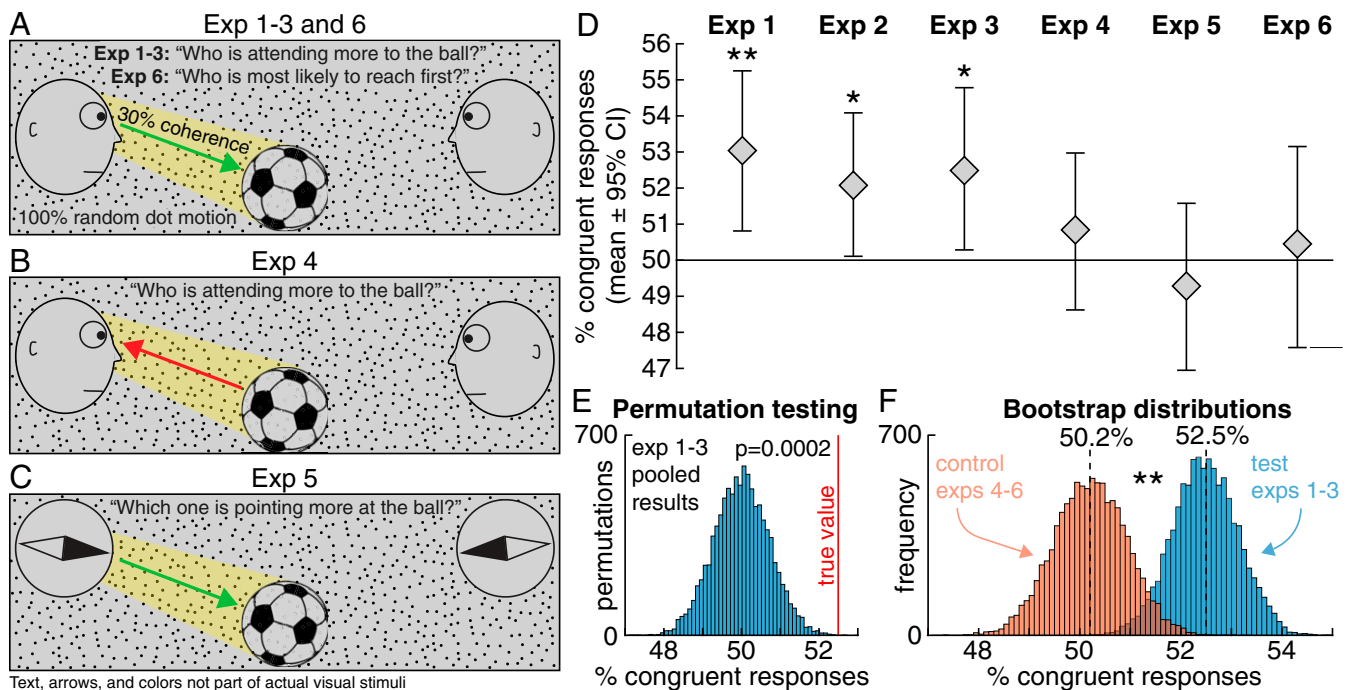 A
Exp 1-3 and 6
Exp 1-3: “Who is attending more to the ball?”
Exp 6: “Who is most likely to reach first?”
30% coherence
100% random dot motion
B
Exp 4
“Who is attending more to the ball?”
C
Exp 5
“Which one is pointing more at the ball?”
Text, arrows, and colors not part of actual visual stimuli
D
Exp 1 Exp 2 Exp 3 Exp 4 Exp 5 Exp 6
% congruent responses
(mean ± 95% CI)
56
55
54
53
52
51
50
49
48
47
**
*
*
E
Permutation testing
700
0
permutations
exp 1-3
pooled
results
p=0.0002
true value
48 50 52
% congruent responses
F
Bootstrap distributions
700
0
frequency
50.2% 52.5%
control
exps 4-6
**
test
exps 1-3
48 50 52 54
% congruent responses